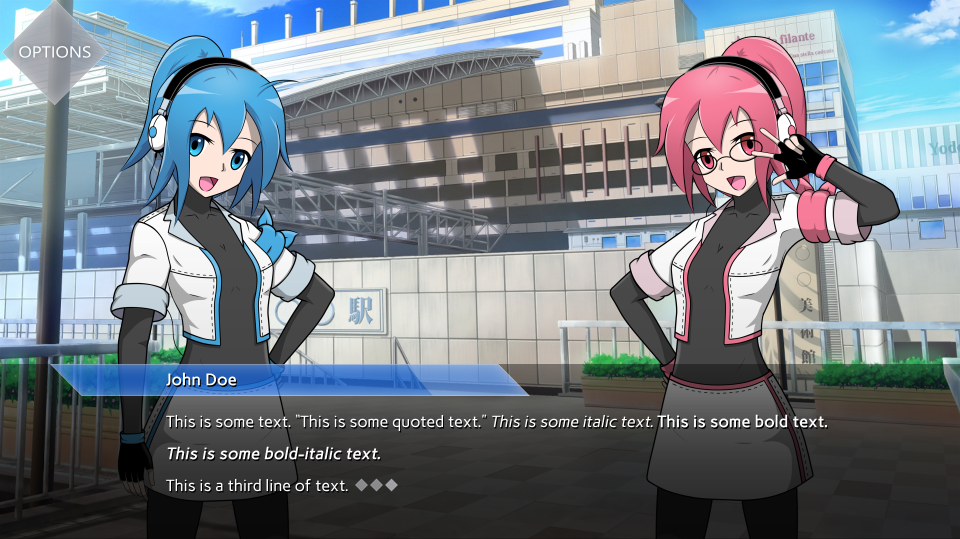 OPTIONS
filante
Yodo
駅
美
術
館
John Doe
This is some text. "This is some quoted text." This is some italic text. This is some bold text.
This is some bold-italic text.
This is a third line of text.